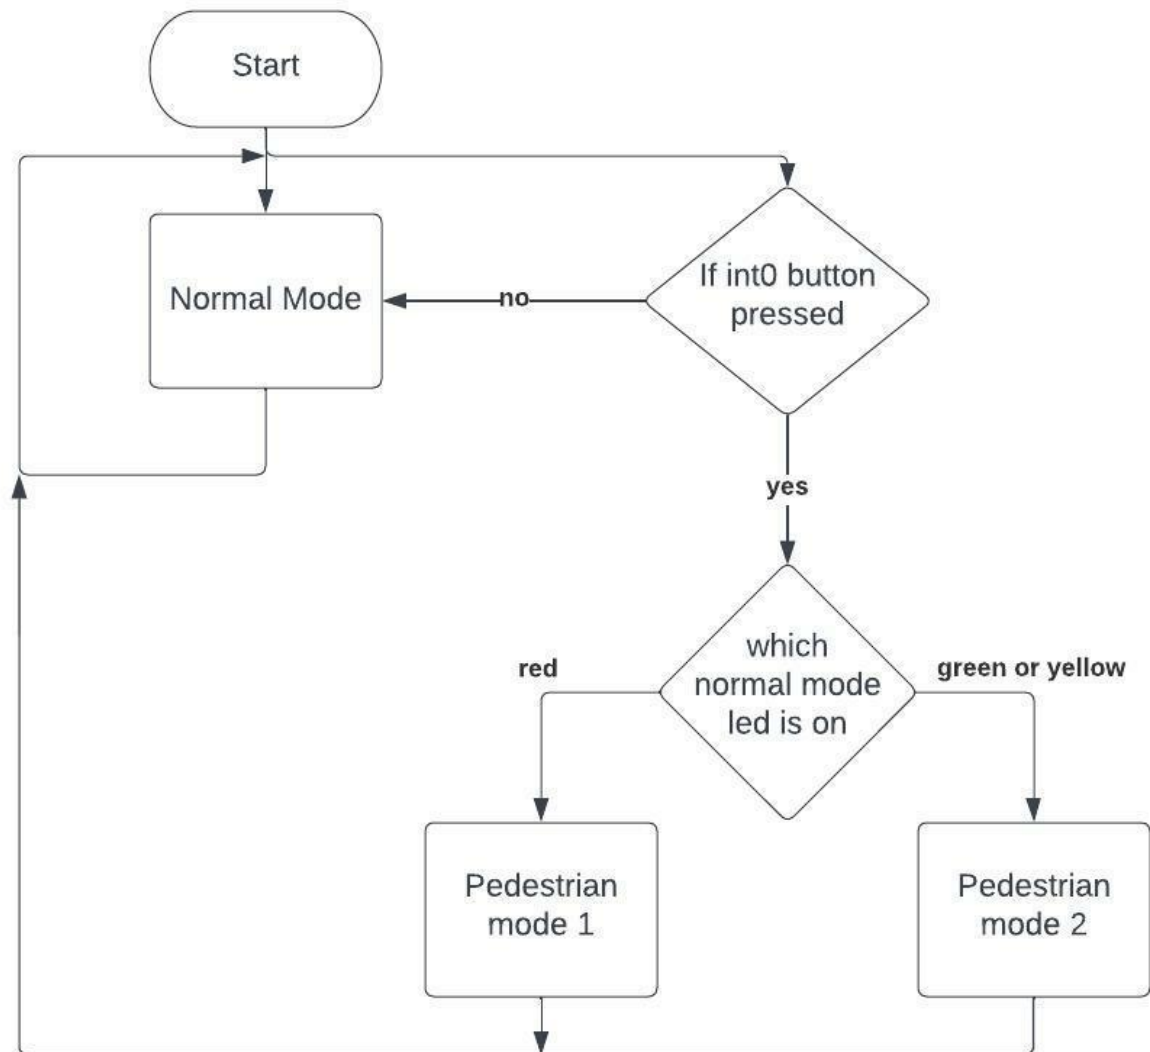 Start
If int0 button
pressed
Normal Mode
no
yes
which
normal mode
led is on
red
green or yellow
Pedestrian
mode 1
Pedestrian
mode 2